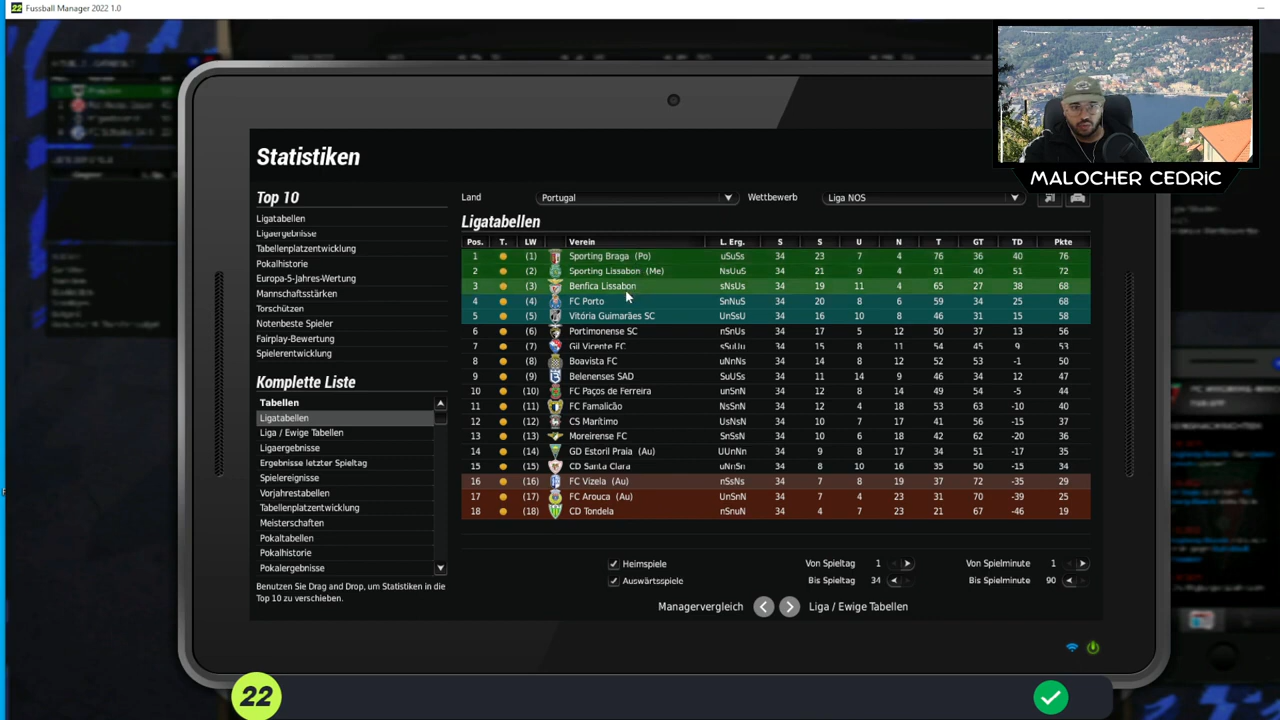 22 Fussball Manager 2022 1.0
MALOCHER CEDRIC
Statistiken
Top 10
Ligatabellen
Ligaergebnisse
Tabellenplatzentwicklung
Pokalhistorie
Europa-5-Jahres-Wertung
Mannschaftsstärken
Torschützen
Notenbeste Spieler
Fairplay-Bewertung
Spielerentwicklung
Komplette Liste
Tabellen
Ligatabellen
Liga / Ewige Tabellen
Ligaergebnisse
Ergebnisse letzter Spieltag
Spielereignisse
Vorjahrestabellen
Tabellenplatzentwicklung
Meisterschaften
Pokaltabellen
Pokalhistorie
Pokalergebnisse
Benutzen Sie Drag and Drop, um Statistiken in die
Top 10 zu verschieben.
Land Portugal Wettbewerb Liga NOS
Ligatabellen
Pos. T. LW Verein L. Erg. S S U N T GT TD Pkte
1 (1) Sporting Braga (Po) uSuSs 34 23 7 4 76 36 40 76
2 (2) Sporting Lissabon (Me) NsUuS 34 21 9 4 91 40 51 72
3 (3) Benfica Lissabon sNsUs 34 19 11 4 65 27 38 68
4 (4) FC Porto SnNuS 34 20 8 6 59 34 25 68
5 (5) Vitória Guimarães SC UnSsU 34 16 10 8 46 31 15 58
6 (6) Portimonense SC nSnUs 34 17 5 12 50 37 13 56
7 (7) Gil Vicente FC sSuUu 34 15 8 11 54 45 9 53
8 (8) Boavista FC uNnNs 34 14 8 12 52 53 -1 50
9 (9) Belenenses SAD SuUSs 34 11 14 9 46 34 12 47
10 (10) FC Paços de Ferreira unSnN 34 12 8 14 49 54 -5 44
11 (11) FC Famalicão NsSnN 34 12 4 18 53 63 -10 40
12 (12) CS Marítimo UsNsN 34 10 7 17 41 56 -15 37
13 (13) Moreirense FC SnSsN 34 10 6 18 42 62 -20 36
14 (14) GD Estoril Praia (Au) UUnNn 34 9 8 17 34 51 -17 35
15 (15) CD Santa Clara uNnSn 34 8 10 16 35 50 -15 34
16 (16) FC Vizela (Au) nSsNs 34 7 8 19 37 72 -35 29
17 (17) FC Arouca (Au) UnSnN 34 7 4 23 31 70 -39 25
18 (18) CD Tondela nSnuN 34 4 7 23 21 67 -46 19
Heimspiele Von Spieltag 1 Von Spielminute 1
Auswärtsspiele Bis Spieltag 34 Bis Spielminute 90
Managervergleich Liga / Ewige Tabellen
22